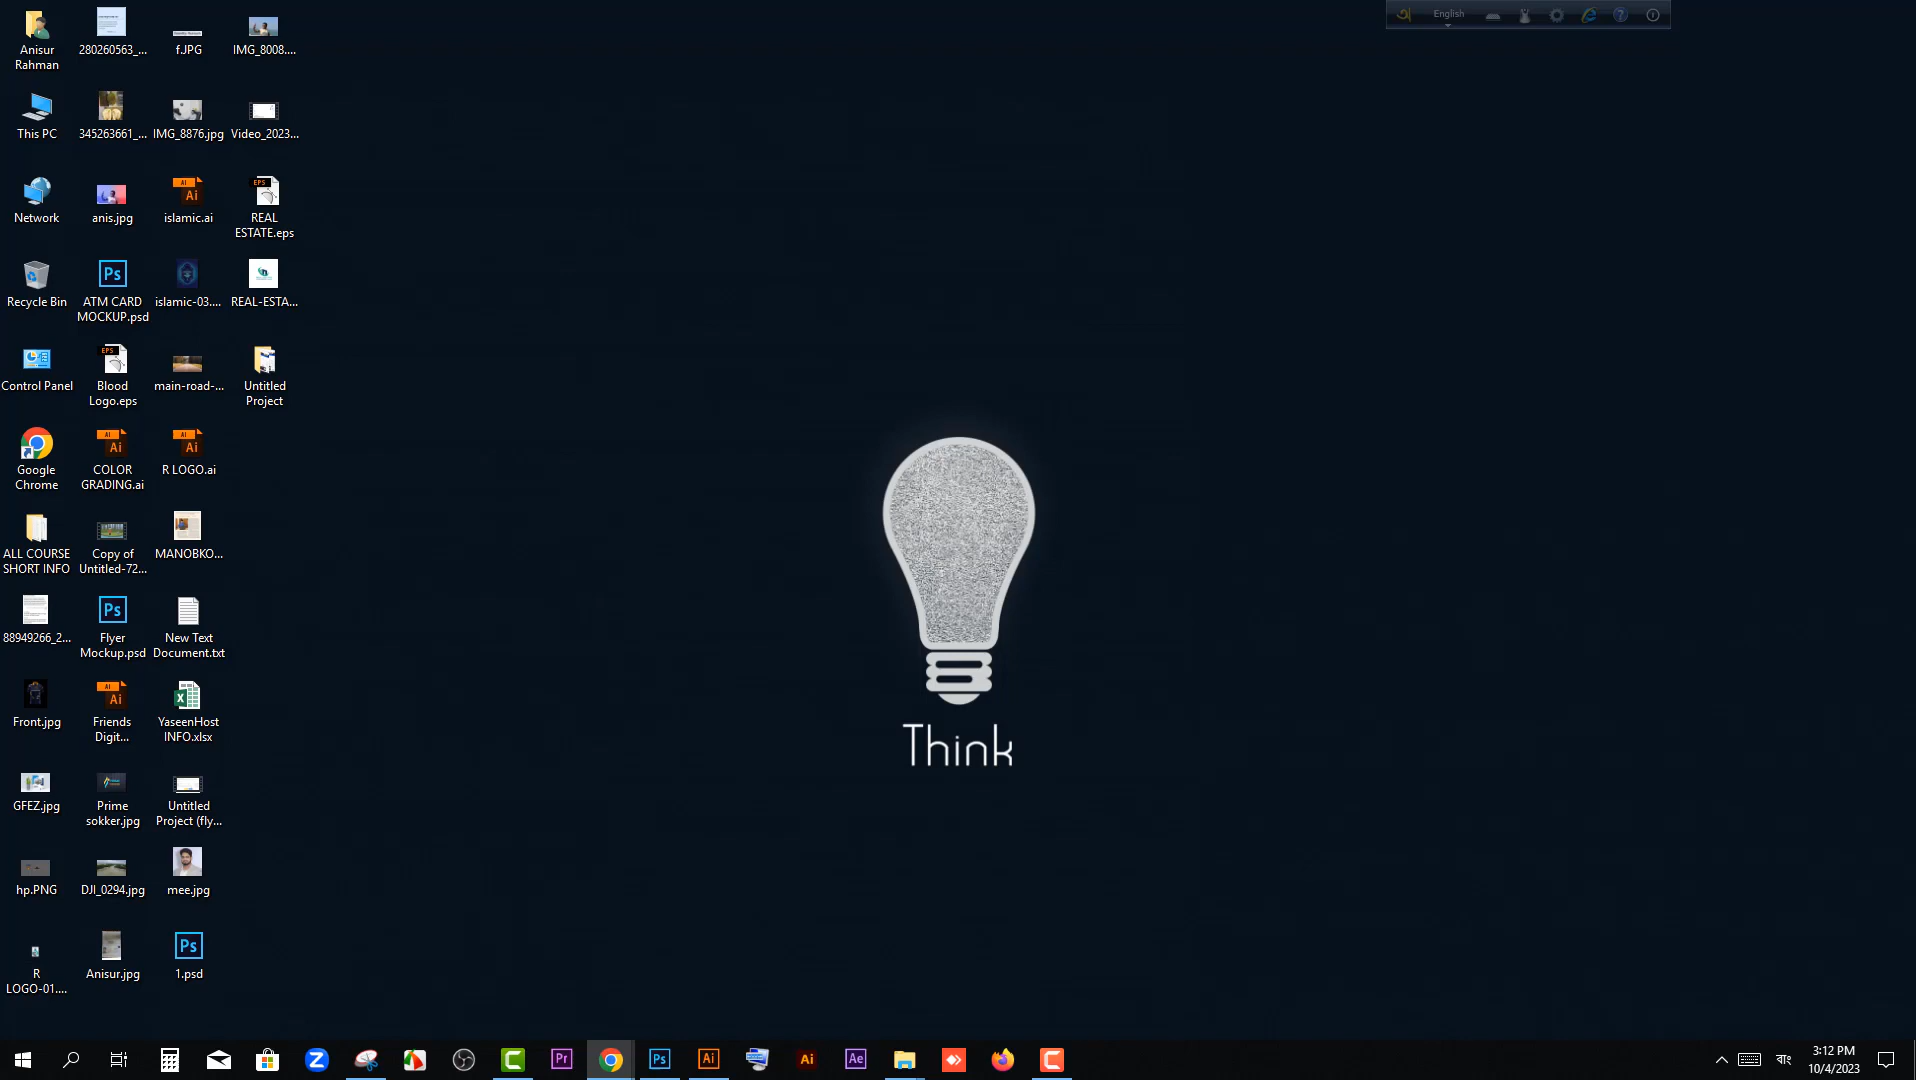 Anisur
Rahman
280260563_...
f.JPG
IMG_8008....
This PC
345263661_...
IMG_8876.jpg
Video_2023...
Network
anis.jpg
islamic.ai
REAL
ESTATE.eps
Recycle Bin
ATM CARD
MOCKUP.psd
islamic-03....
REAL-ESTA...
Control Panel
Blood
Logo.eps
main-road-...
Untitled
Project
Google
Chrome
COLOR
GRADING.ai
R LOGO.ai
ALL COURSE
SHORT INFO
Copy of
Untitled-72...
MANOBKO...
88949266_2...
Flyer
Mockup.psd
New Text
Document.txt
Front.jpg
Friends
Digit...
YaseenHost
INFO.xlsx
GFEZ.jpg
Prime
sokker.jpg
Untitled
Project (fly...
hp.PNG
DJI_0294.jpg
mee.jpg
R
LOGO-01....
Anisur.jpg
1.psd
English
Think
বাং
3:12 PM
10/4/2023